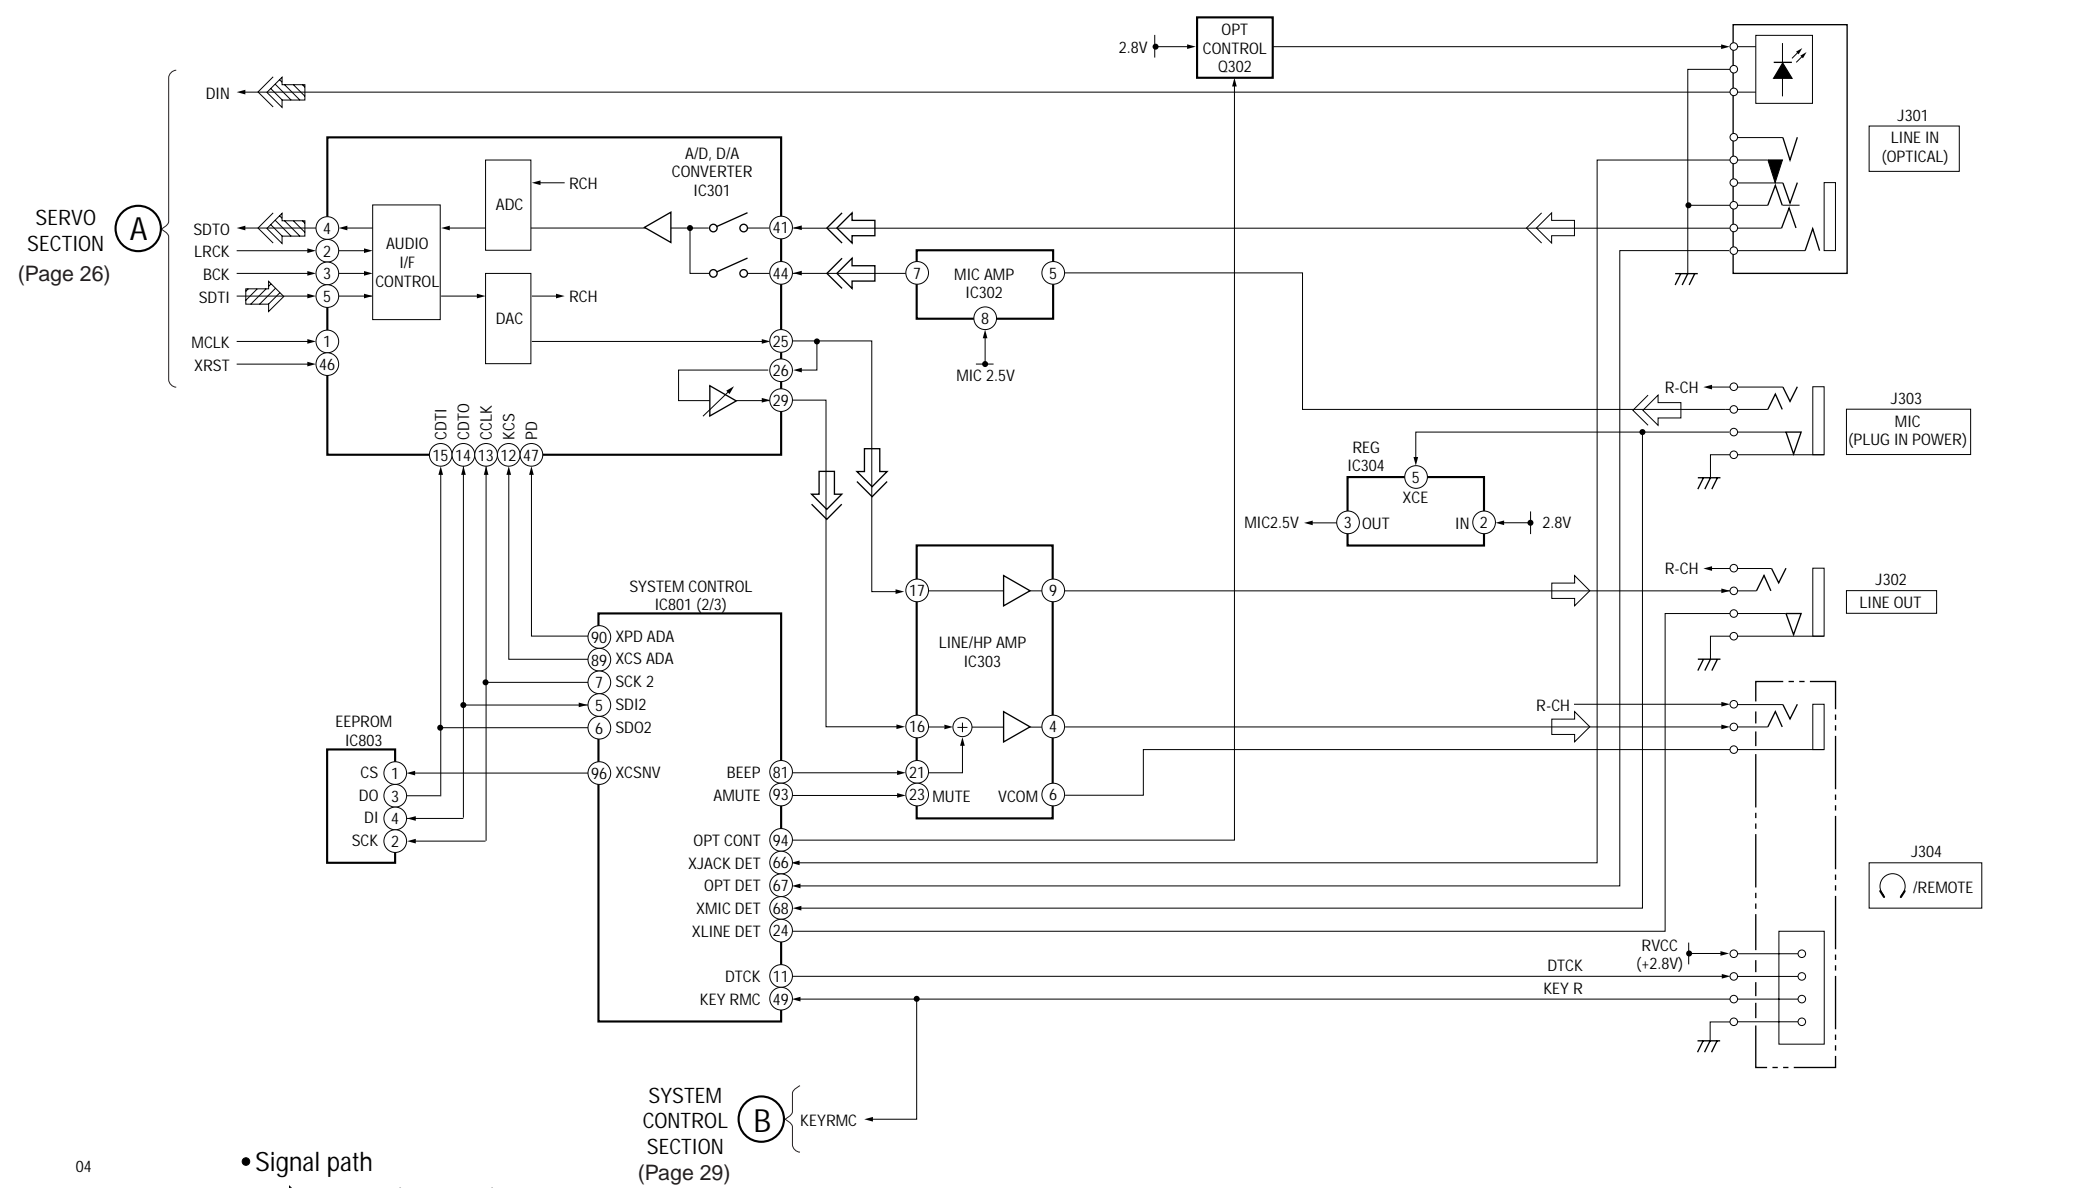 OPT
CONTROL
Q302
2.8V
DIN
J301
LINE IN
(OPTICAL)
A/D, D/A
CONVERTER
IC301
ADC
RCH
SERVO
SECTION
(Page 26)
A
SDTO
LRCK
BCK
SDTI
MCLK
XRST
4
2
3
5
1
46
AUDIO
I/F
CONTROL
DAC
RCH
41
44
25
26
29
7
MIC AMP
IC302
5
8
MIC 2.5V
CDTI
CDTO
CCLK
KCS
PD
15
14
13
12
47
R-CH
J303
MIC
(PLUG IN POWER)
REG
IC304
5
XCE
MIC2.5V
3
OUT
IN
2
2.8V
R-CH
J302
LINE OUT
SYSTEM CONTROL
IC801 (2/3)
90 XPD ADA
89 XCS ADA
7 SCK 2
5 SDI2
6 SDO2
96 XCSNV
17
9
LINE/HP AMP
IC303
16
+
4
21
23 MUTE
VCOM 6
R-CH
EEPROM
IC803
CS 1
DO 3
DI 4
SCK 2
BEEP 81
AMUTE 93
OPT CONT 94
XJACK DET 66
OPT DET 67
XMIC DET 68
XLINE DET 24
DTCK 11
KEY RMC 49
J304
/REMOTE
RVCC
(+2.8V)
DTCK
KEY R
SYSTEM
CONTROL
SECTION
(Page 29)
B
KEYRMC
04
• Signal path